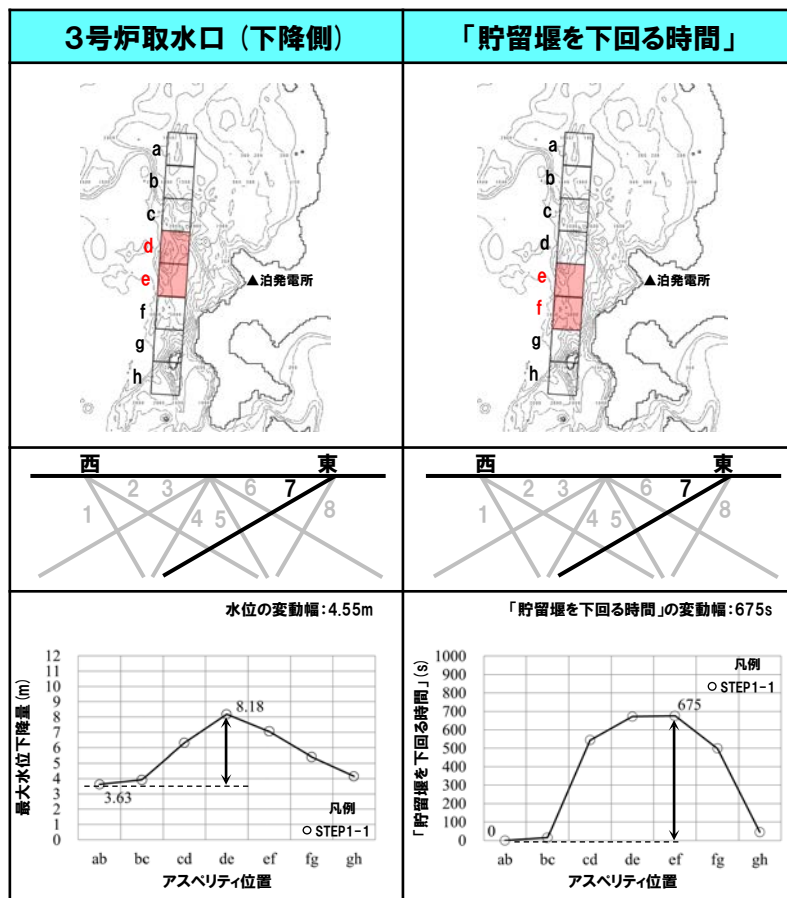 3号炉取水口(下降側)
「貯留堰を下回る時間」
a
b
c
d
e
f
g
h
▲泊発電所
a
b
c
d
e
f
g
h
▲泊発電所
西 東
1 2 3 4 5 6 7 8
西 東
1 2 3 4 5 6 7 8
水位の変動幅:4.55m
最大水位下降量(m)
12
11
10
9
8
7
6
5
4
3
2
1
0
8.18
3.63
凡例
○ STEP1-1
ab bc cd de ef fg gh
アスペリティ位置
「貯留堰を下回る時間」の変動幅:675s
「貯留堰を下回る時間」(s)
1000
900
800
700
600
500
400
300
200
100
0
凡例
○ STEP1-1
675
0
ab bc cd de ef fg gh
アスペリティ位置